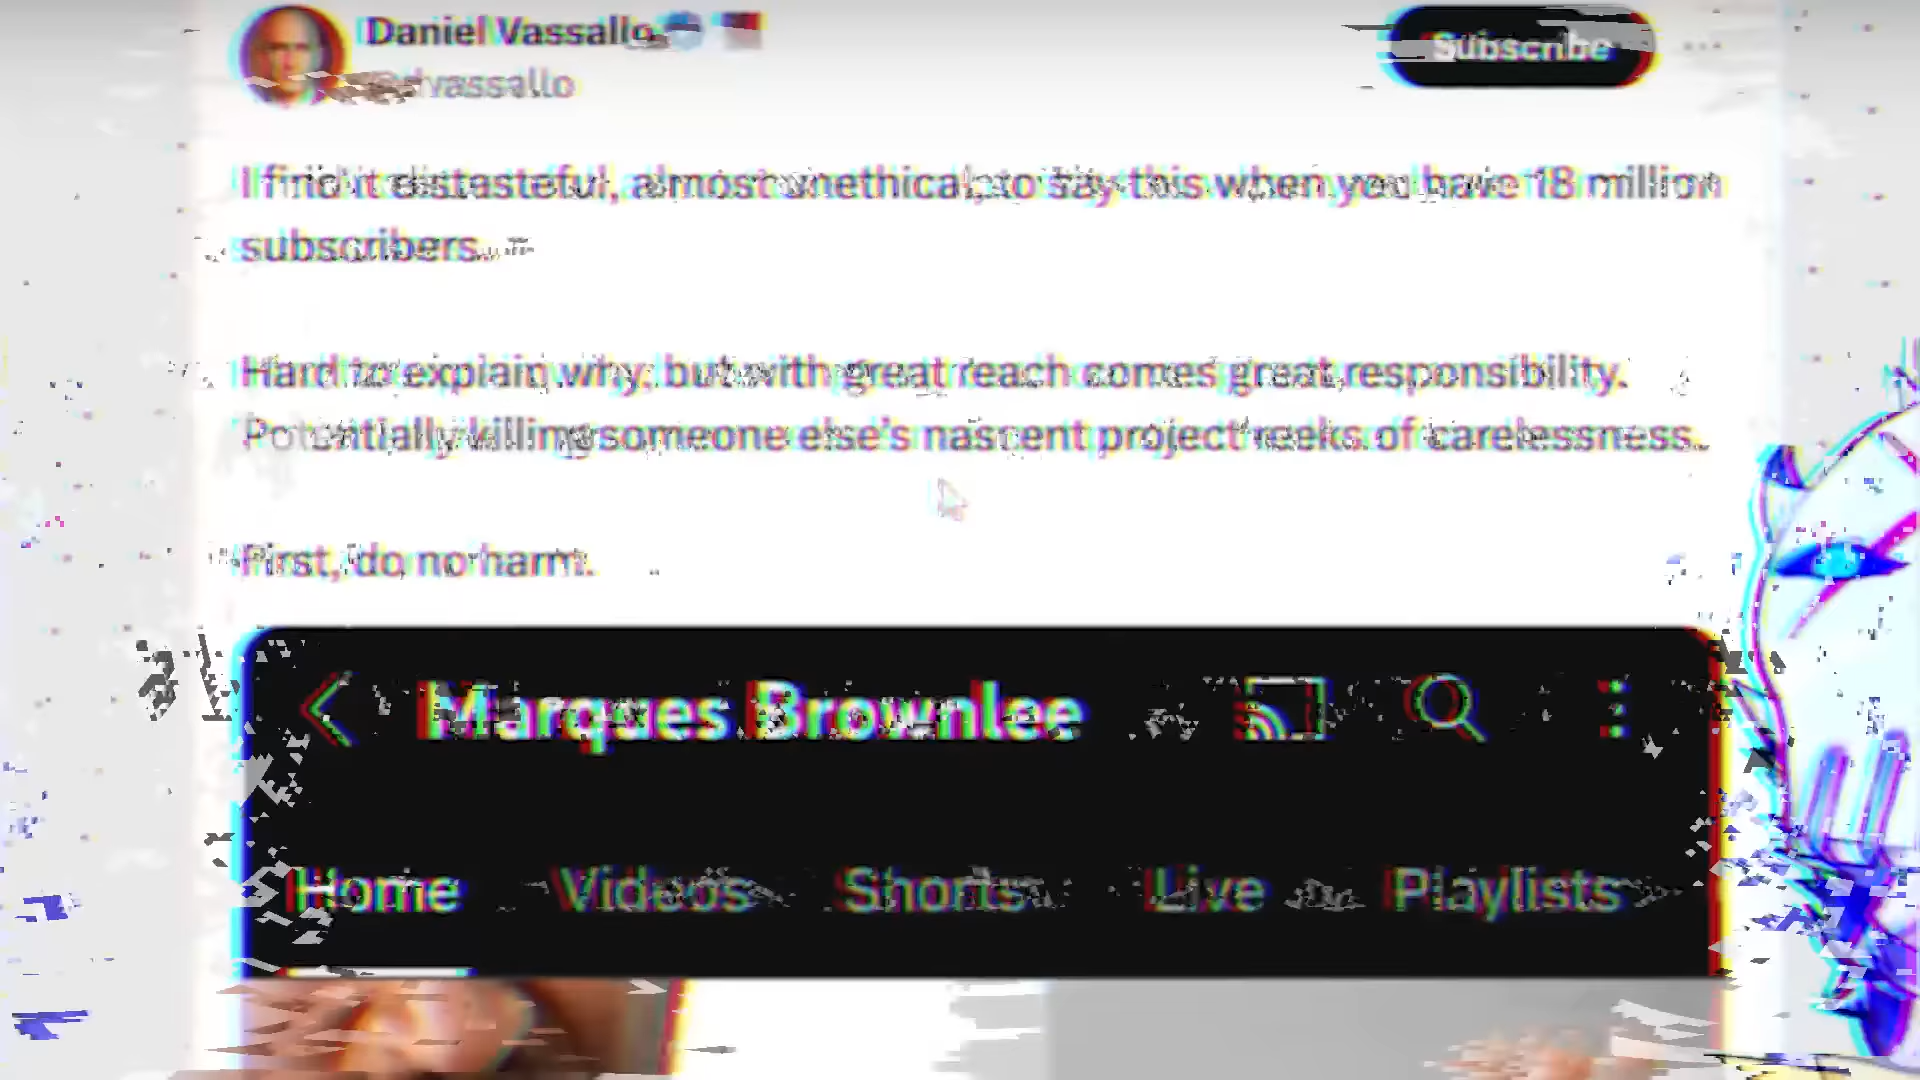 Daniel Vassallo
@dvassallo
Subscribe
I find it distasteful, almost unethical, to say this when you have 18 million
subscribers.
Hard to explain why, but with great reach comes great responsibility.
Potentially killing someone else's nascent project reeks of carelessness.
First, do no harm.
Marques Brownlee
Home Videos Shorts Live Playlists